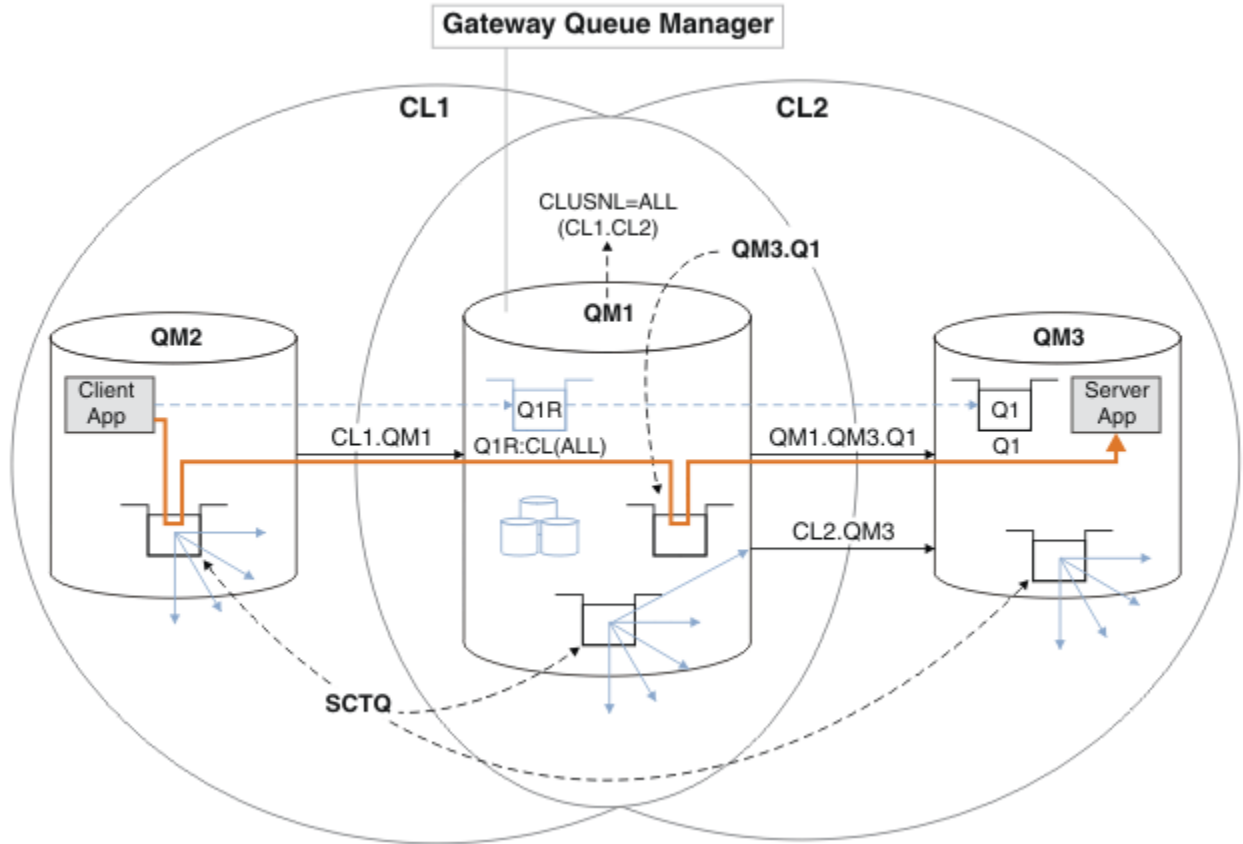 Gateway Queue Manager
CL1
CL2
CLUSNL=ALL
(CL1.CL2)
QM3.Q1
QM2
QM1
QM3
Client
App
Q1R
Q1
Server
App
CL1.QM1
Q1R:CL(ALL)
QM1.QM3.Q1
Q1
CL2.QM3
SCTQ